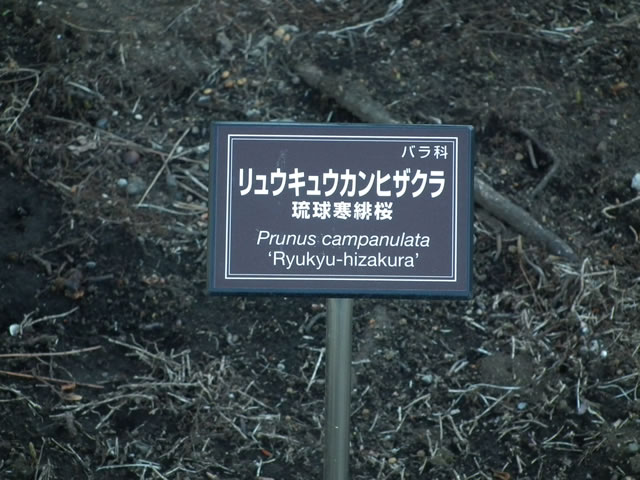 バラ科
リュウキュウカンヒザクラ
琉球寒緋桜
Prunus campanulata
‘Ryukyu-hizakura’